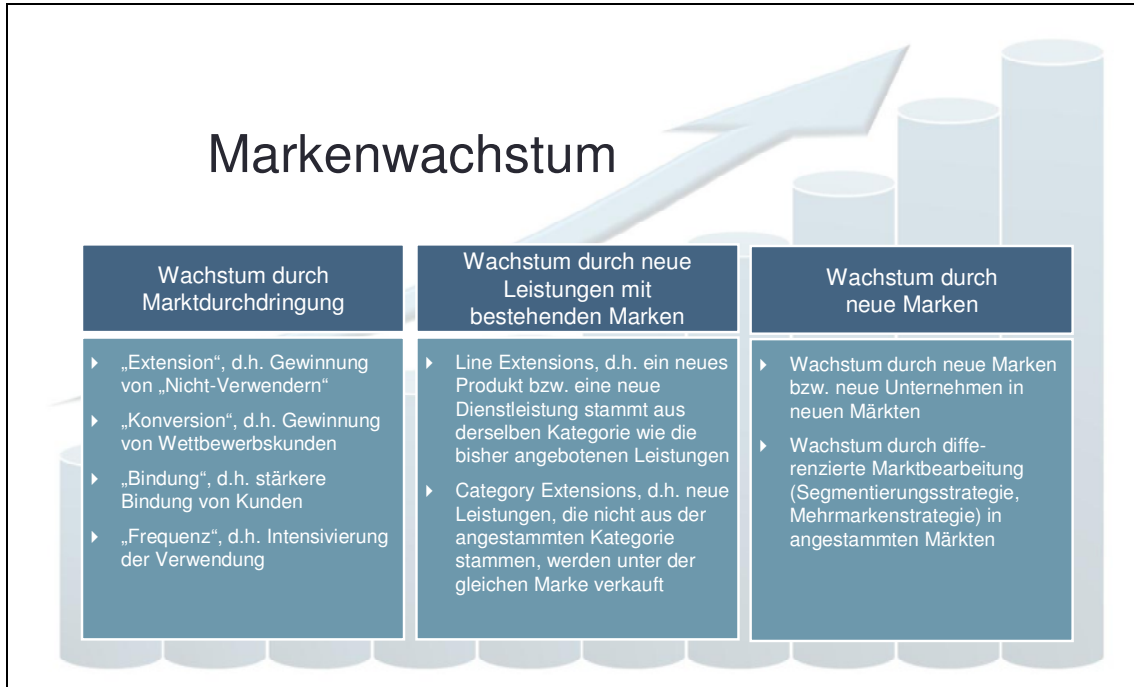 Markenwachstum
Wachstum durch
Marktdurchdringung
„Extension“, d.h. Gewinnung
von „Nicht-Verwendern“
„Konversion“, d.h. Gewinnung
von Wettbewerbskunden
„Bindung“, d.h. stärkere
Bindung von Kunden
„Frequenz“, d.h. Intensivierung
der Verwendung
Wachstum durch neue
Leistungen mit
bestehenden Marken
Line Extensions, d.h. ein neues
Produkt bzw. eine neue
Dienstleistung stammt aus
derselben Kategorie wie die
bisher angebotenen Leistungen
Category Extensions, d.h. neue
Leistungen, die nicht aus der
angestammten Kategorie
stammen, werden unter der
gleichen Marke verkauft
Wachstum durch
neue Marken
Wachstum durch neue Marken
bzw. neue Unternehmen in
neuen Märkten
Wachstum durch diffe-
renzierte Marktbearbeitung
(Segmentierungsstrategie,
Mehrmarkenstrategie) in
angestammten Märkten